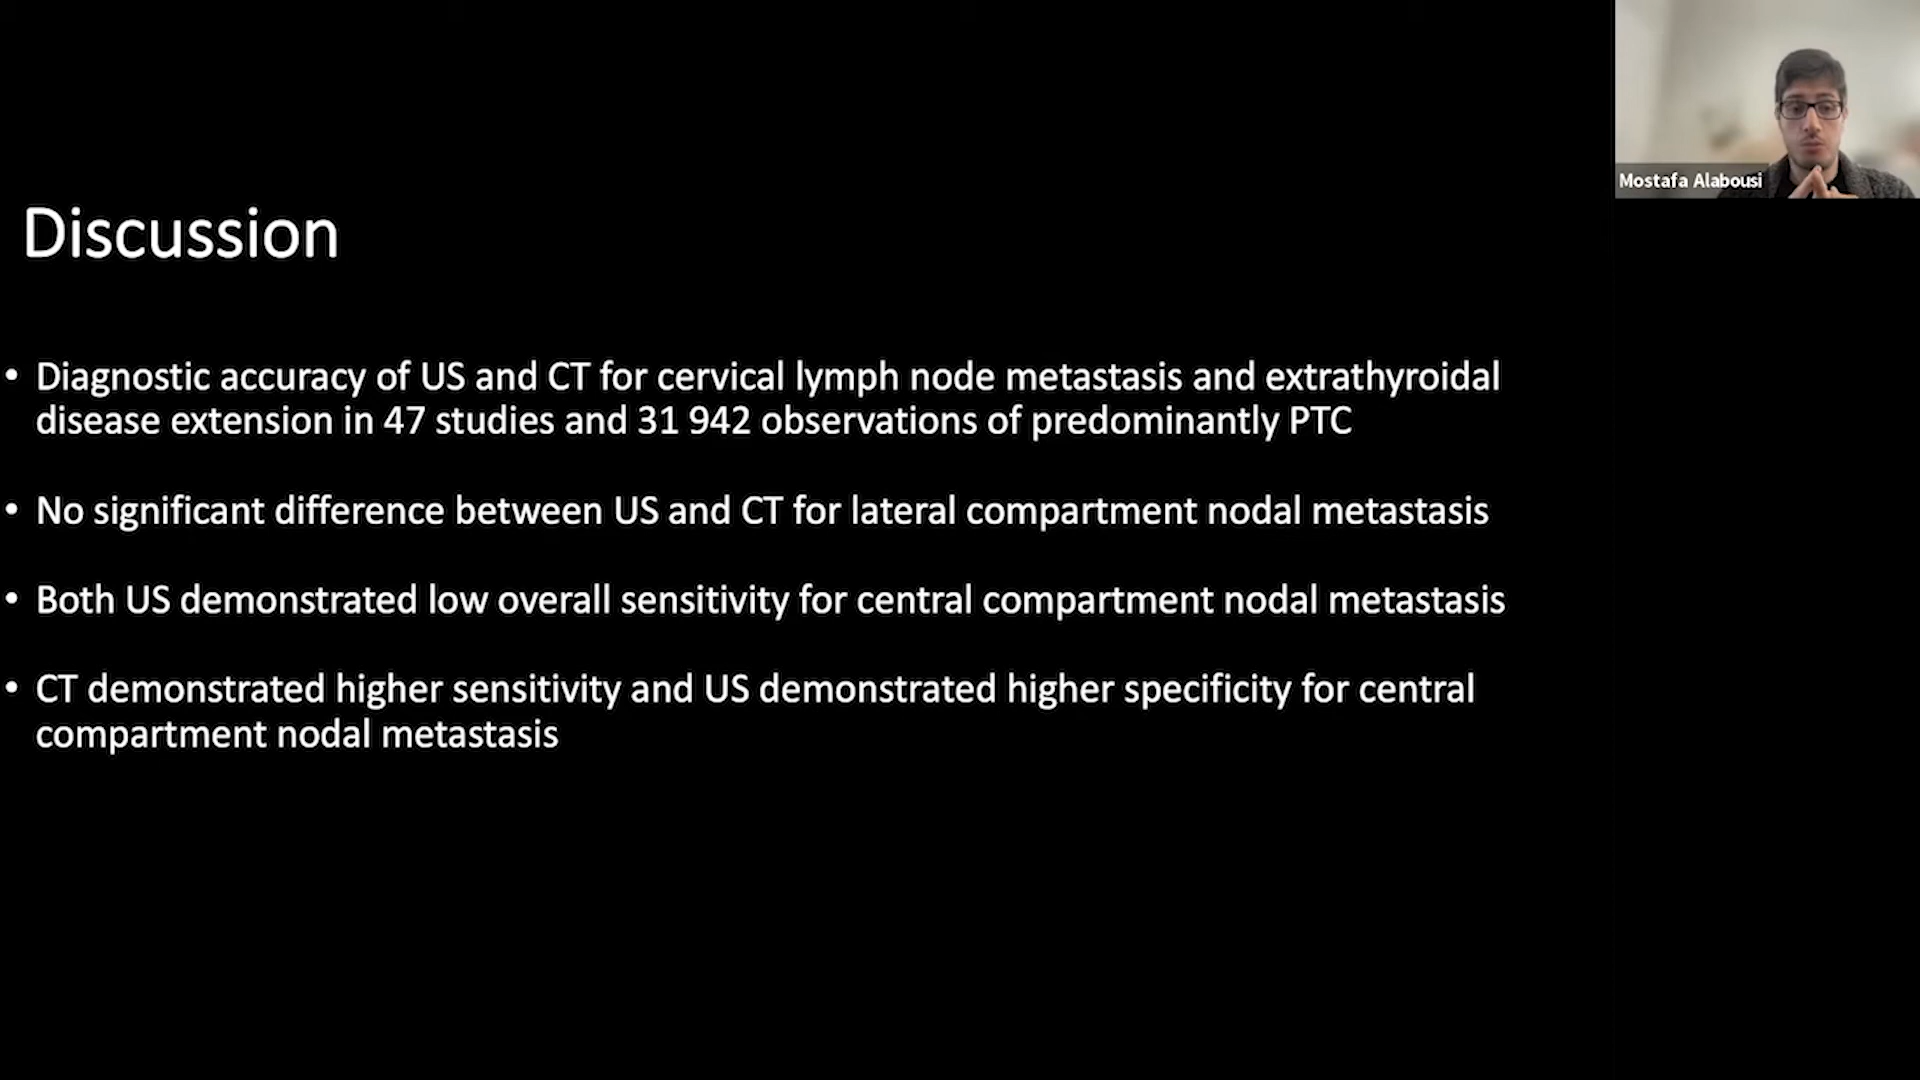 Mostafa Alabousi
Discussion
• Diagnostic accuracy of US and CT for cervical lymph node metastasis and extrathyroidal
disease extension in 47 studies and 31 942 observations of predominantly PTC
• No significant difference between US and CT for lateral compartment nodal metastasis
• Both US demonstrated low overall sensitivity for central compartment nodal metastasis
• CT demonstrated higher sensitivity and US demonstrated higher specificity for central
compartment nodal metastasis